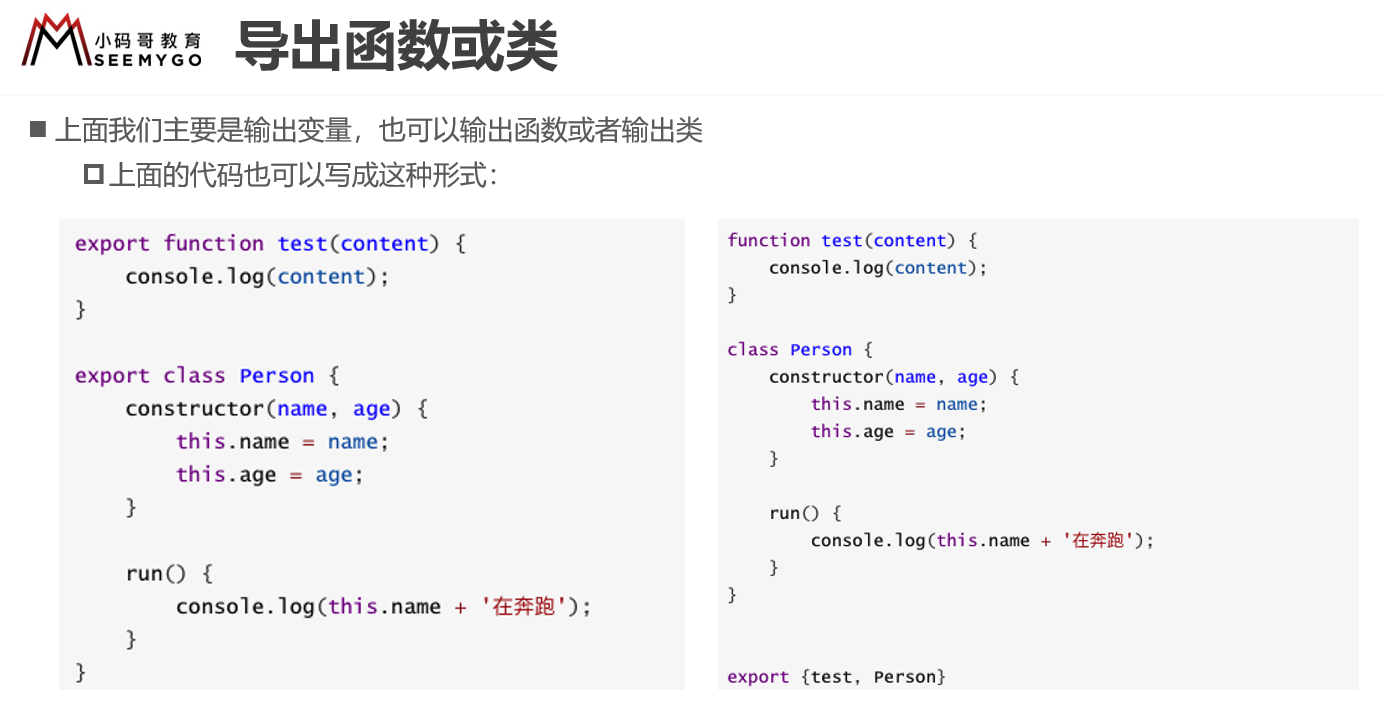 小码哥教育
SEEMYGO
导出函数或类
上面我们主要是输出变量，也可以输出函数或者输出类
上面的代码也可以写成这种形式：
export function test(content) {
    console.log(content);
}

export class Person {
    constructor(name, age) {
        this.name = name;
        this.age = age;
    }

    run() {
        console.log(this.name + '在奔跑');
    }
}
function test(content) {
    console.log(content);
}

class Person {
    constructor(name, age) {
        this.name = name;
        this.age = age;
    }

    run() {
        console.log(this.name + '在奔跑');
    }
}

export {test, Person}